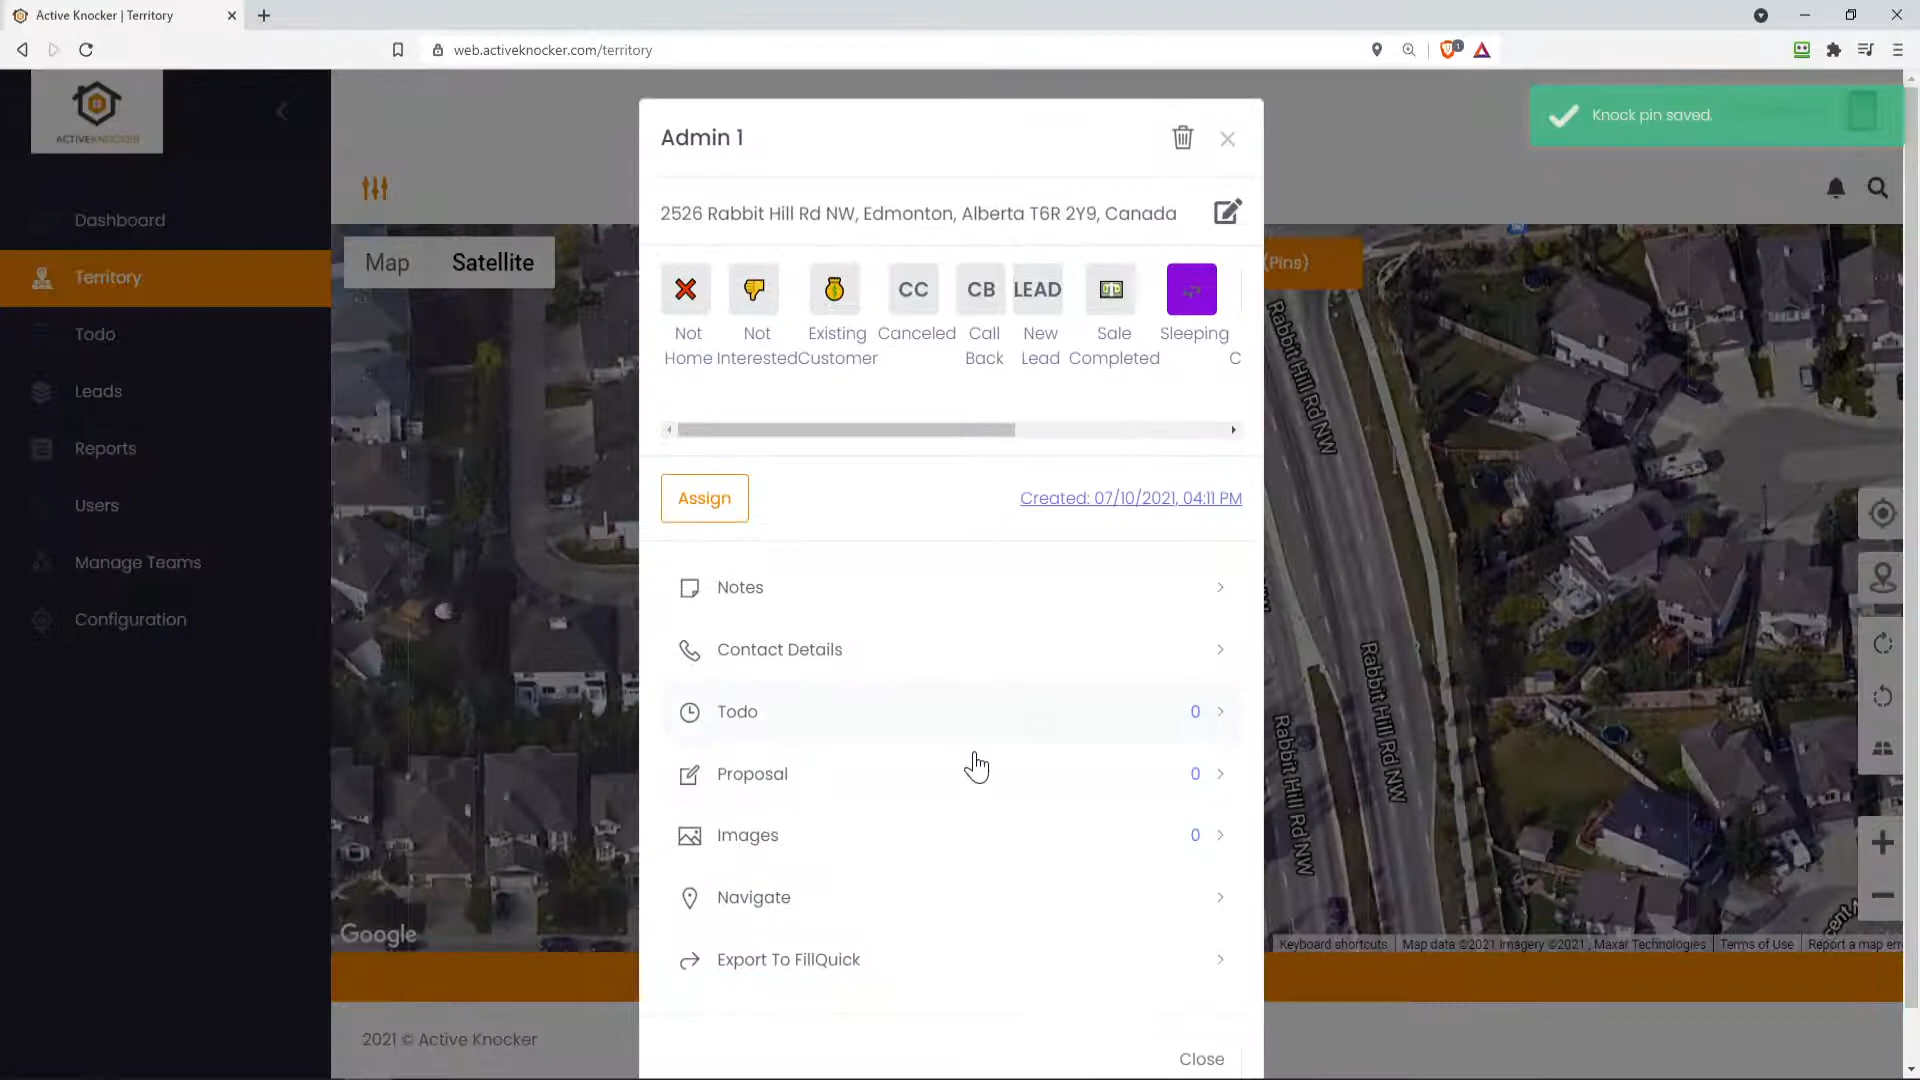 Active Knocker | Territory
web.activeknocker.com/territory
1
ACTIVEKNOCKER
Dashboard
Territory
Todo
Leads
Reports
Users
Manage Teams
Configuration
Map
Satellite
(Pins)
Knock pin saved.
Admin 1
2526 Rabbit Hill Rd NW, Edmonton, Alberta T6R 2Y9, Canada
CC
CB
LEAD
Not Home
Not Interested
Existing Customer
Canceled
Call Back
New Lead
Sale Completed
Sleeping
C
Assign
Created: 07/10/2021, 04:11 PM
Notes
Contact Details
Todo
0
Proposal
0
Images
0
Navigate
Export To FillQuick
Close
Rabbit Hill Rd NW
Rabbit Hill Rd NW
Rabbit Hill Rd NW
Google
Keyboard shortcuts
Map data ©2021 Imagery ©2021 , Maxar Technologies
Terms of Use
Report a map err
2021 © Active Knocker